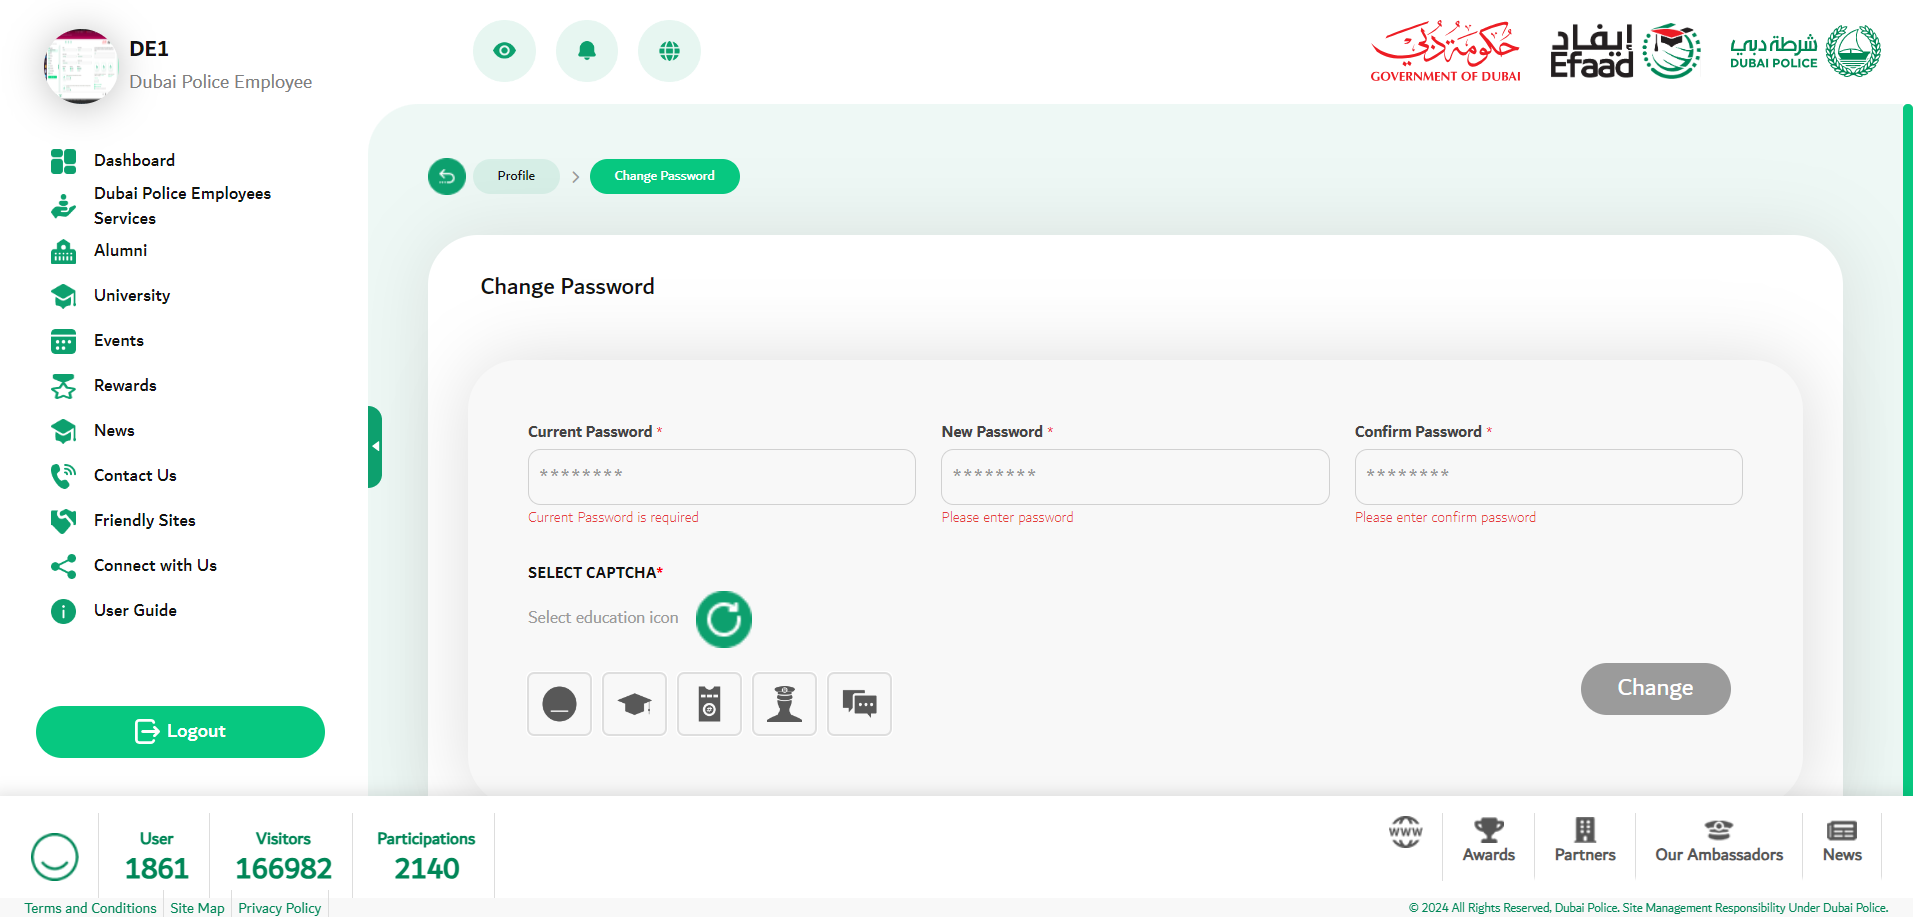 DE1
Dubai Police Employee
حكومة دبي
GOVERNMENT OF DUBAI
إيفاد
Efaad
شرطة دبي
DUBAI POLICE
Dashboard
Dubai Police Employees
Services
Alumni
University
Events
Rewards
News
Contact Us
Friendly Sites
Connect with Us
User Guide
Logout
Profile
Change Password
Change Password
Current Password *
New Password *
Confirm Password *
********
********
********
Current Password is required
Please enter password
Please enter confirm password
SELECT CAPTCHA*
Select education icon
Change
User
1861
Visitors
166982
Participations
2140
WWW
Awards
Partners
Our Ambassadors
News
Terms and Conditions
Site Map
Privacy Policy
© 2024 All Rights Reserved, Dubai Police. Site Management Responsibility Under Dubai Police.